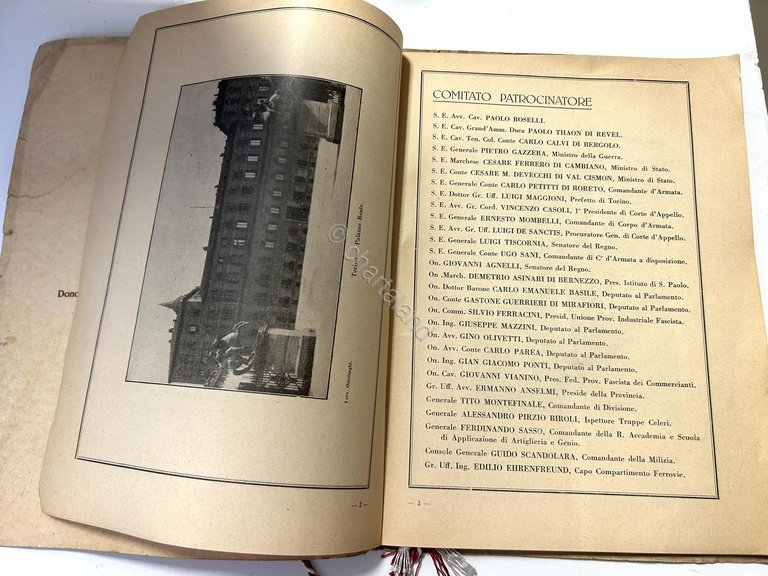 Dono
Torino - Palazzo Reale.
Foto. Ottolenghi.
— 2 —
©chartaland
COMITATO PATROCINATORE
S. E. Avv. Cav. PAOLO BOSELLI.
S. E. Cav. Grand'Amm. Duca PAOLO THAON DI REVEL.
S. E. Cav. Ten. Col. Conte CARLO CALVI DI BERGOLO.
S. E. Generale PIETRO GAZZERA, Ministro della Guerra.
S. E. Marchese CESARE FERRERO DI CAMBIANO, Ministro di Stato.
S. E. Conte CESARE M. DEVECCHI DI VAL CISMON, Ministro di Stato.
S. E. Generale Conte CARLO PETITTI DI RORETO, Comandante d'Armata.
S. E. Dottor Gr. Uff. LUIGI MAGGIONI, Prefetto di Torino.
S. E. Avv. Gr. Cord. VINCENZO CASOLI, 1° Presidente di Corte d'Appello.
S. E. Generale ERNESTO MOMBELLI, Comandante di Corpo d'Armata.
S. E. Avv. Gr. Uff. LUIGI DE SANCTIS, Procuratore Gen. di Corte d'Appello.
S. E. Generale LUIGI TISCORNIA, Senatore del Regno.
S. E. Generale Conte UGO SANI, Comandante di C° d'Armata a disposizione.
On. GIOVANNI AGNELLI, Senatore del Regno.
On .March. DEMETRIO ASINARI DI BERNEZZO, Pres. Istituto di S. Paolo.
On. Dottor Barone CARLO EMANUELE BASILE, Deputato al Parlamento.
On. Conte GASTONE GUERRIERI DI MIRAFIORI, Deputato al Parlamento.
On. Comm. SILVIO FERRACINI, Presid. Unione Prov. Industriale Fascista.
On. Ing. GIUSEPPE MAZZINI, Deputato al Parlamento.
On. Avv. GINO OLIVETTI, Deputato al Parlamento.
On. Avv. Conte CARLO PAREA, Deputato al Parlamento.
On. Ing. GIAN GIACOMO PONTI, Deputato al Parlamento.
On. Cav. GIOVANNI VIANINO, Pres. Fed. Prov. Fascista dei Commercianti.
Gr. Uff. Avv. ERMANNO ANSELMI, Preside della Provincia.
Generale TITO MONTEFINALE, Comandante di Divisione.
Generale ALESSANDRO PIRZIO BIROLI, Ispettore Truppe Celeri.
Generale FERDINANDO SASSO, Comandante della R. Accademia e Scuola
di Applicazione di Artiglieria e Genio.
Console Generale GUIDO SCANDOLARA, Comandante della Milizia.
Gr. Uff. Ing. EDILIO EHRENFREUND, Capo Compartimento Ferrovie.
— 3 —